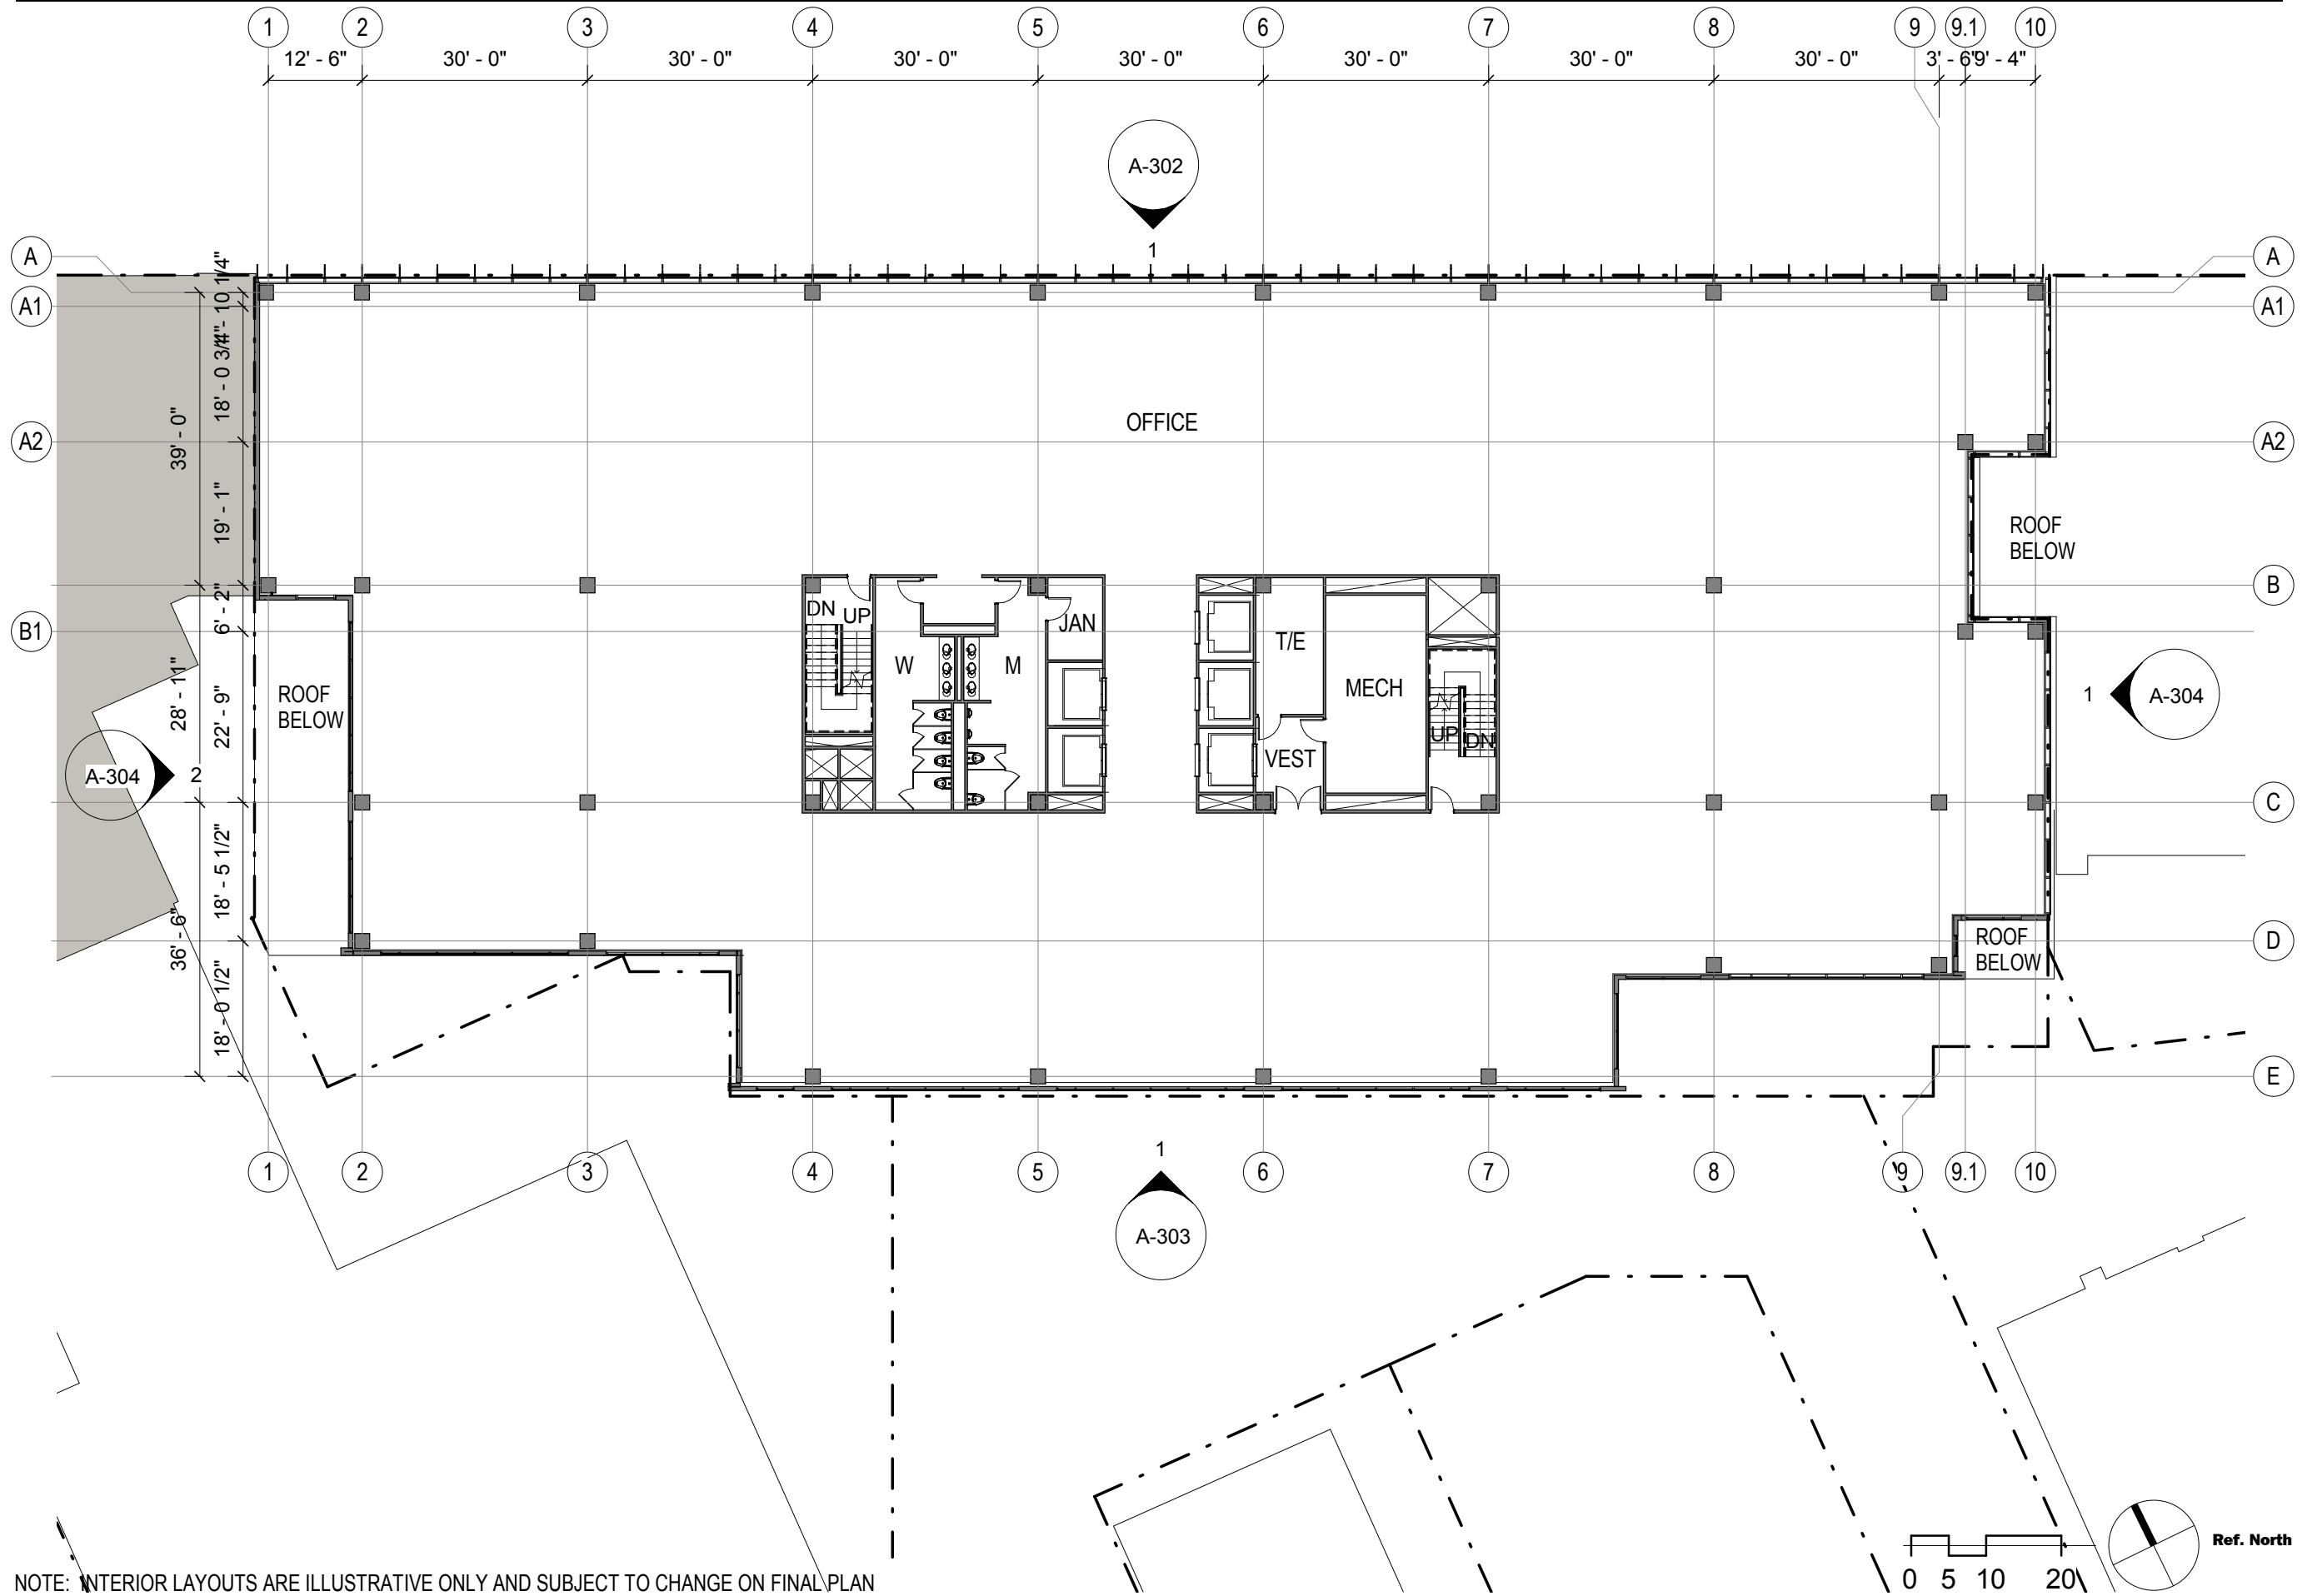 1 2 3 4 5 6 7 8 9 9.1 10
12' - 6" 30' - 0" 30' - 0" 30' - 0" 30' - 0" 30' - 0" 30' - 0" 30' - 0" 3' - 6" 9' - 4"
A-302
1
A A
A1 A1
1' - 10 1/4"
18' - 0 3/4"
39' - 0"
OFFICE
A2 A2
19' - 1"
ROOF
BELOW
B
B1
6' - 2"
DN UP
JAN
T/E
W M
MECH
ROOF
BELOW
28' - 11"
22' - 9"
1 A-304
UP DN
VEST
A-304 2
C
18' - 5 1/2"
36' - 6"
D
ROOF
BELOW
18' - 0 1/2"
E
1
1 2 3 4 5 6 7 8 9 9.1 10
A-303
Ref. North
0 5 10 20
NOTE: INTERIOR LAYOUTS ARE ILLUSTRATIVE ONLY AND SUBJECT TO CHANGE ON FINAL PLAN